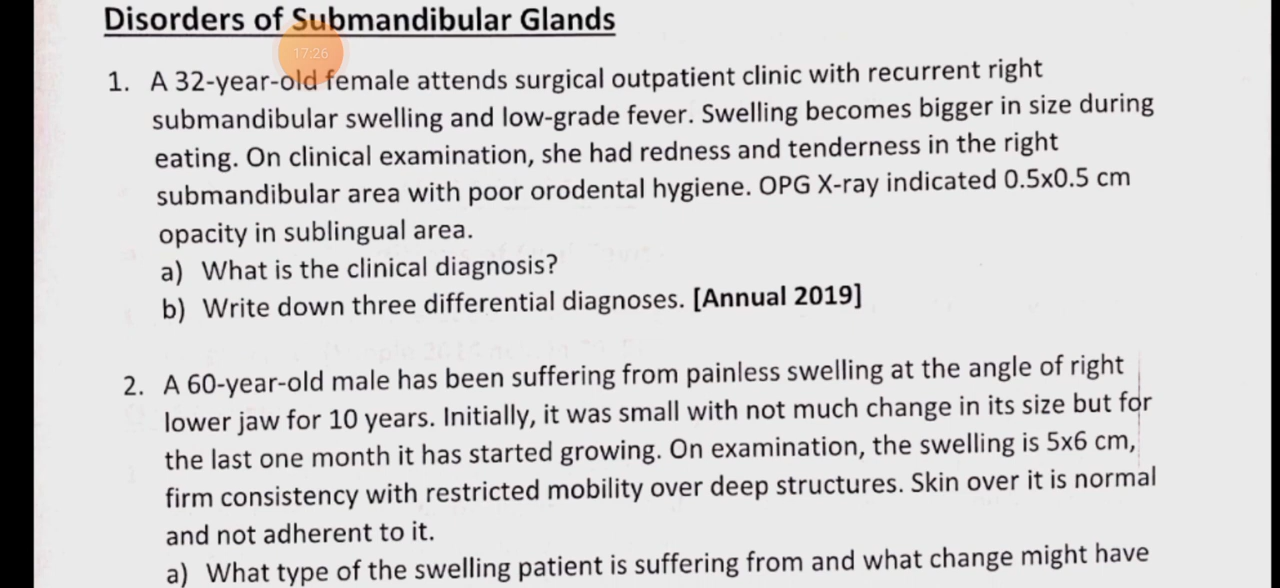 Disorders of Submandibular Glands
17:26
1. A 32-year-old female attends surgical outpatient clinic with recurrent right
submandibular swelling and low-grade fever. Swelling becomes bigger in size during
eating. On clinical examination, she had redness and tenderness in the right
submandibular area with poor orodental hygiene. OPG X-ray indicated 0.5x0.5 cm
opacity in sublingual area.
a) What is the clinical diagnosis?
b) Write down three differential diagnoses. [Annual 2019]
2. A 60-year-old male has been suffering from painless swelling at the angle of right
lower jaw for 10 years. Initially, it was small with not much change in its size but for
the last one month it has started growing. On examination, the swelling is 5x6 cm,
firm consistency with restricted mobility over deep structures. Skin over it is normal
and not adherent to it.
a) What type of the swelling patient is suffering from and what change might have